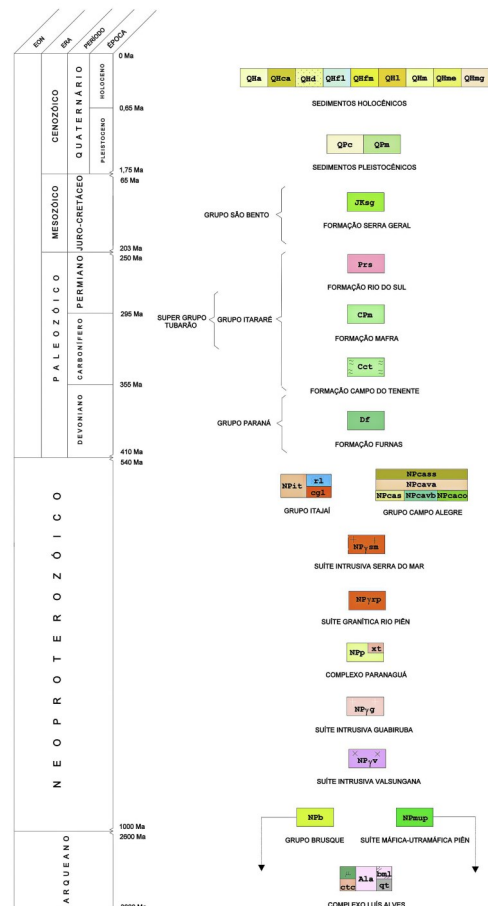 EON
ERA
PERÍODO
ÉPOCA
0 Ma
CENOZÓICO
QUATERNÁRIO
HOLOCENO
QHa QHca QHd QHfl QHfm QHl QHm QHme QHmg
SEDIMENTOS HOLOCÊNICOS
0,65 Ma
PLEISTOCENO
QPc QPm
SEDIMENTOS PLEISTOCÊNICOS
1,75 Ma
65 Ma
MESOZÓICO
JURO-CRETÁCEO
GRUPO SÃO BENTO
JKsg
FORMAÇÃO SERRA GERAL
203 Ma
250 Ma
PALEOZÓICO
PERMIANO
Prs
FORMAÇÃO RIO DO SUL
295 Ma
SUPER GRUPO
TUBARÃO
GRUPO ITARARÉ
CPm
FORMAÇÃO MAFRA
CARBONÍFERO
Cct
FORMAÇÃO CAMPO DO TENENTE
355 Ma
DEVONIANO
GRUPO PARANÁ
Df
FORMAÇÃO FURNAS
410 Ma
540 Ma
NEOPROTEROZÓICO
NPit rl
cgl
GRUPO ITAJAÍ
NPcass
NPcava
NPcas NPcavb NPcaco
GRUPO CAMPO ALEGRE
NPγsm
SUÍTE INTRUSIVA SERRA DO MAR
NPγrp
SUÍTE GRANÍTICA RIO PIÊN
NPp xt
COMPLEXO PARANAGUÁ
NPγg
SUÍTE INTRUSIVA GUABIRUBA
NPγv
SUÍTE INTRUSIVA VALSUNGANA
NPb
GRUPO BRUSQUE
NPmup
SUÍTE MÁFICA-UTRAMÁFICA PIÊN
1000 Ma
2600 Ma
ARQUEANO
ctc Ala bml
qt
COMPLEXO LUÍS ALVES